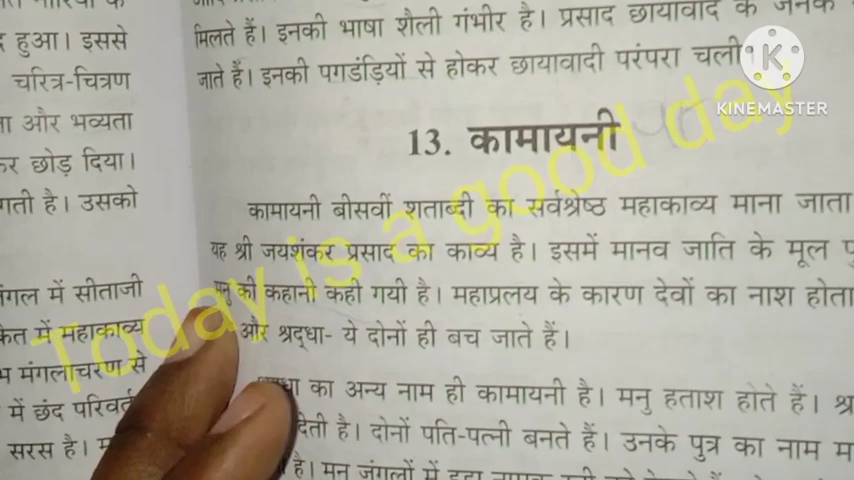 हुआ। इससे
चरित्र-चित्रण
और भव्यता
छोड़ दिया।
है। उसको
में सीताजी
में महाकाव्य
मंगलाचरण से
में छंद
सरस है।
मिलते हैं। इनकी भाषा शैली गंभीर है। प्रसाद छायावाद के जनक
जाते हैं। इनकी पगडंड़ियों से होकर छायावादी परंपरा चली
13. कामायनी
कामायनी बीसवीं शताब्दी का सर्वश्रेष्ठ महाकाव्य माना जाता
यह श्री जयशंकर प्रसाद का काव्य है। इसमें मानव जाति के मूल
मनु की कहानी कही गयी है। महाप्रलय के कारण देवों का नाश होता
और श्रद्धा- ये दोनों ही बच जाते हैं।
का अन्य नाम ही कामायनी है। मनु हताश होते हैं।
देती है। दोनों पति-पत्नी बनते हैं। उनके पुत्र का नाम
है। मनु जंगलों में
Today is a good day
KINEMASTER